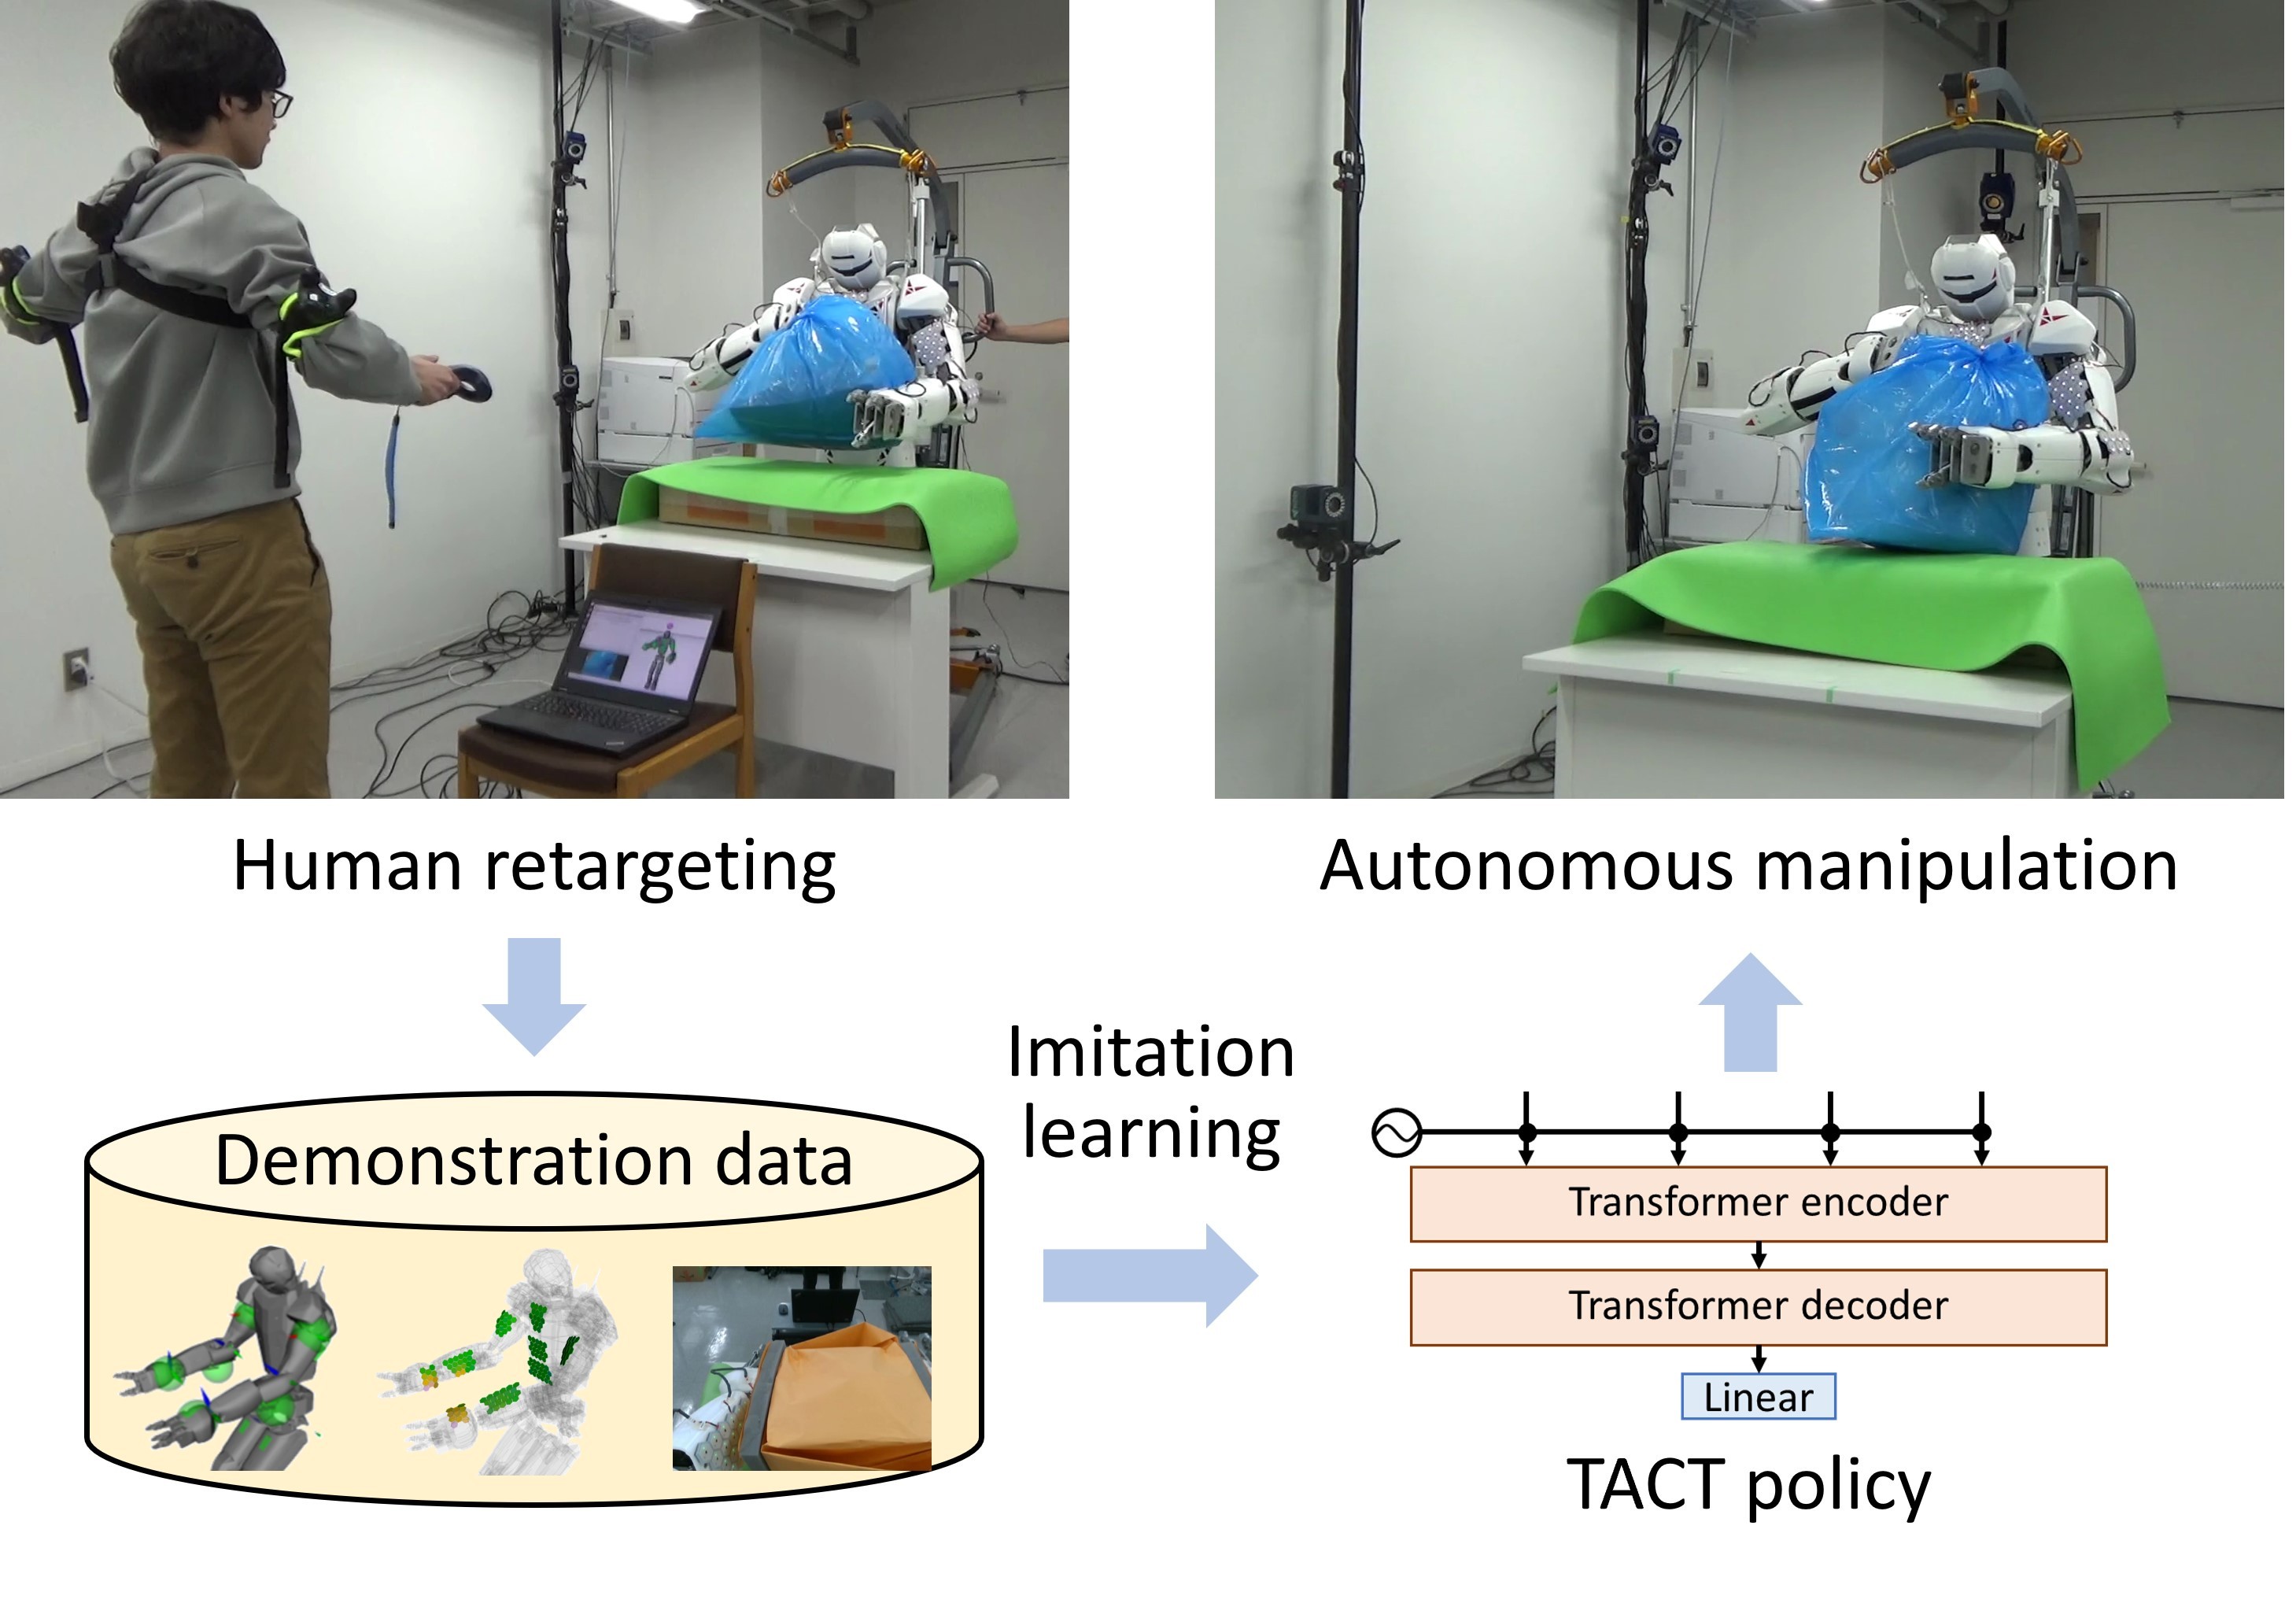 Human retargeting
Autonomous manipulation
Imitation
learning
Demonstration data
Transformer encoder
Transformer decoder
Linear
TACT policy